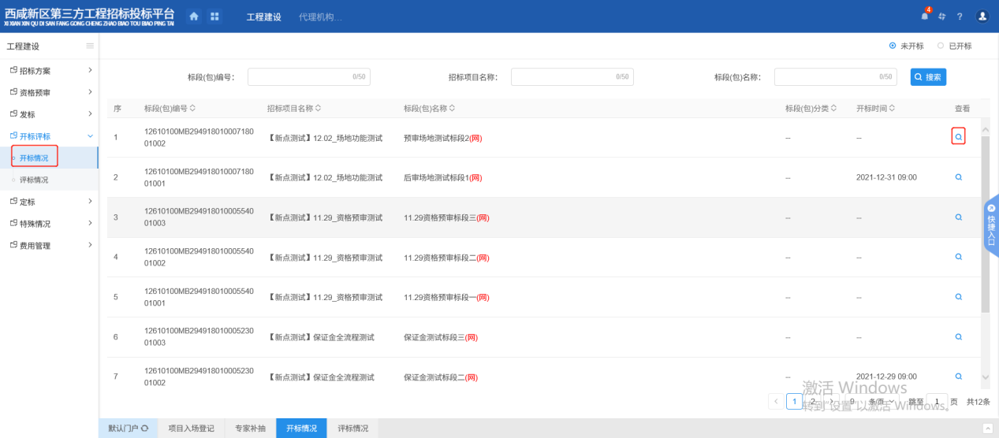 西咸新区第三方工程招标投标平台
XI XIAN XIN QU DI SAN FANG GONG CHENG ZHAO BIAO TOU BIAO PING TAI
工程建设 代理机构... 4 ?
工程建设
未开标 已开标
招标方案
资格预审
发标
开标评标
开标情况
评标情况
定标
特殊情况
费用管理
标段(包)编号： 0/50 招标项目名称： 0/50 标段(包)名称： 0/50 搜索
序 标段(包)编号 招标项目名称 标段(包)名称 标段(包)分类 开标时间 查看
1 12610100MB294918010007180 【新点测试】12.02_场地功能测试 预审场地测试标段2(网) -- --
01002
2 12610100MB294918010007180 【新点测试】12.02_场地功能测试 后审场地测试标段1(网) -- 2021-12-31 09:00
01001
3 12610100MB294918010005540 【新点测试】11.29_资格预审测试 11.29资格预审标段三(网) -- --
01003
4 12610100MB294918010005540 【新点测试】11.29_资格预审测试 11.29资格预审标段二(网) -- --
01002
5 12610100MB294918010005540 【新点测试】11.29_资格预审测试 11.29资格预审标段一(网) -- --
01001
6 12610100MB294918010005230 【新点测试】保证金全流程测试 保证金测试标段三(网) -- --
01003
7 12610100MB294918010005230 【新点测试】保证金全流程测试 保证金测试标段二(网) -- 2021-12-29 09:00
01002
快捷入口
激活 Windows
转到"设置"以激活 Windows。
1 2 9 条/页 跳至 1 页 共12条
默认门户 项目入场登记 专家补抽 开标情况 评标情况